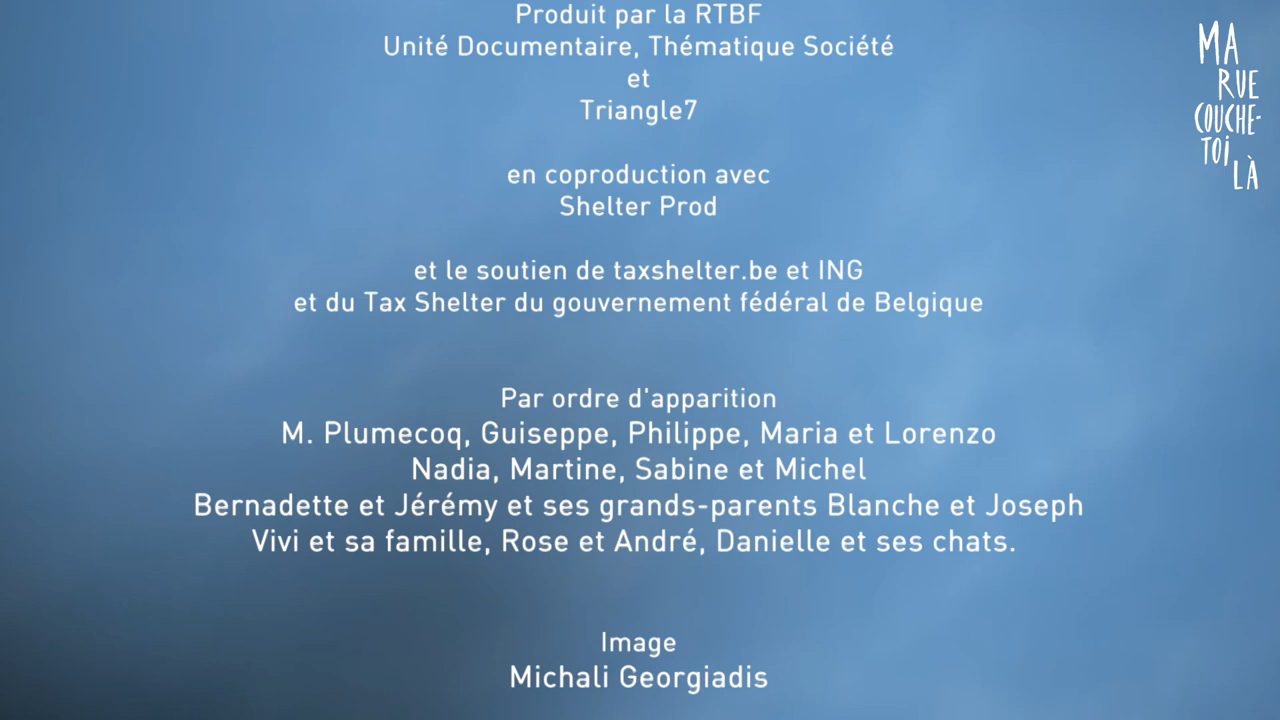 Produit par la RTBF
Unité Documentaire, Thématique Société
et
Triangle7
en coproduction avec
Shelter Prod
et le soutien de taxshelter.be et ING
et du Tax Shelter du gouvernement fédéral de Belgique
Par ordre d'apparition
M. Plumecoq, Guiseppe, Philippe, Maria et Lorenzo
Nadia, Martine, Sabine et Michel
Bernadette et Jérémy et ses grands-parents Blanche et Joseph
Vivi et sa famille, Rose et André, Danielle et ses chats.
Image
Michali Georgiadis
MA
RUE
COUCHE-
TOI
LÀ